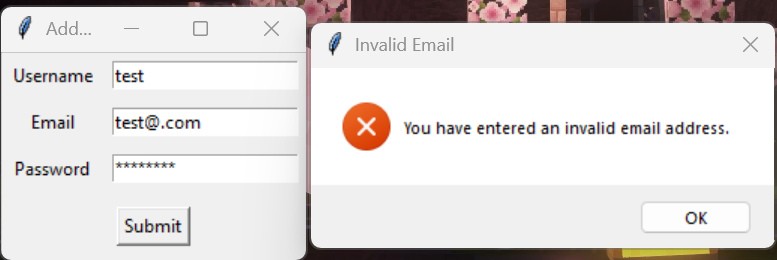 Add...
Username test
Email test@.com
Password ********
Submit
Invalid Email
You have entered an invalid email address.
OK